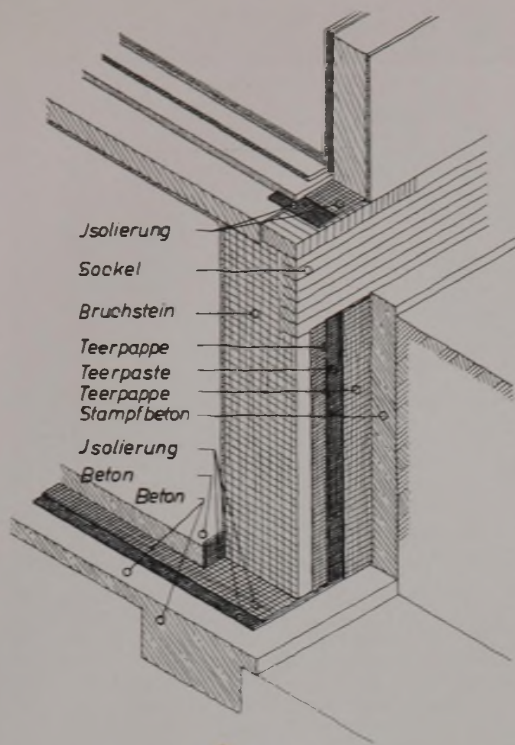 Jsolierung
Sockel
Bruchstein
Teerpappe
Teerpaste
Teerpappe
Stampfbeton
Jsolierung
Beton
Beton